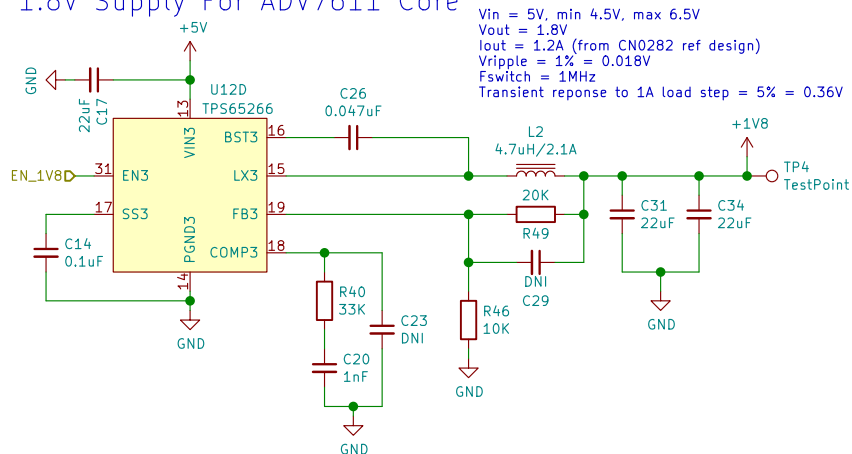 1.8V Supply For ADV7611 Core
Vin = 5V, min 4.5V, max 6.5V
Vout = 1.8V
Iout = 1.2A (from CN0282 ref design)
Vripple = 1% = 0.018V
Fswitch = 1MHz
Transient reponse to 1A load step = 5% = 0.36V
+5V
GND
22uF
C17
U12D
TPS65266
13
VIN3
C26
0.047uF
BST3
16
+1V8
L2
4.7uH/2.1A
EN_1V8
31
EN3
LX3
15
TP4
TestPoint
17
SS3
FB3
19
20K
R49
C31
22uF
C34
22uF
C14
0.1uF
PGND3
14
COMP3
18
DNI
C29
R40
33K
R46
10K
C23
DNI
GND
GND
C20
1nF
GND
GND